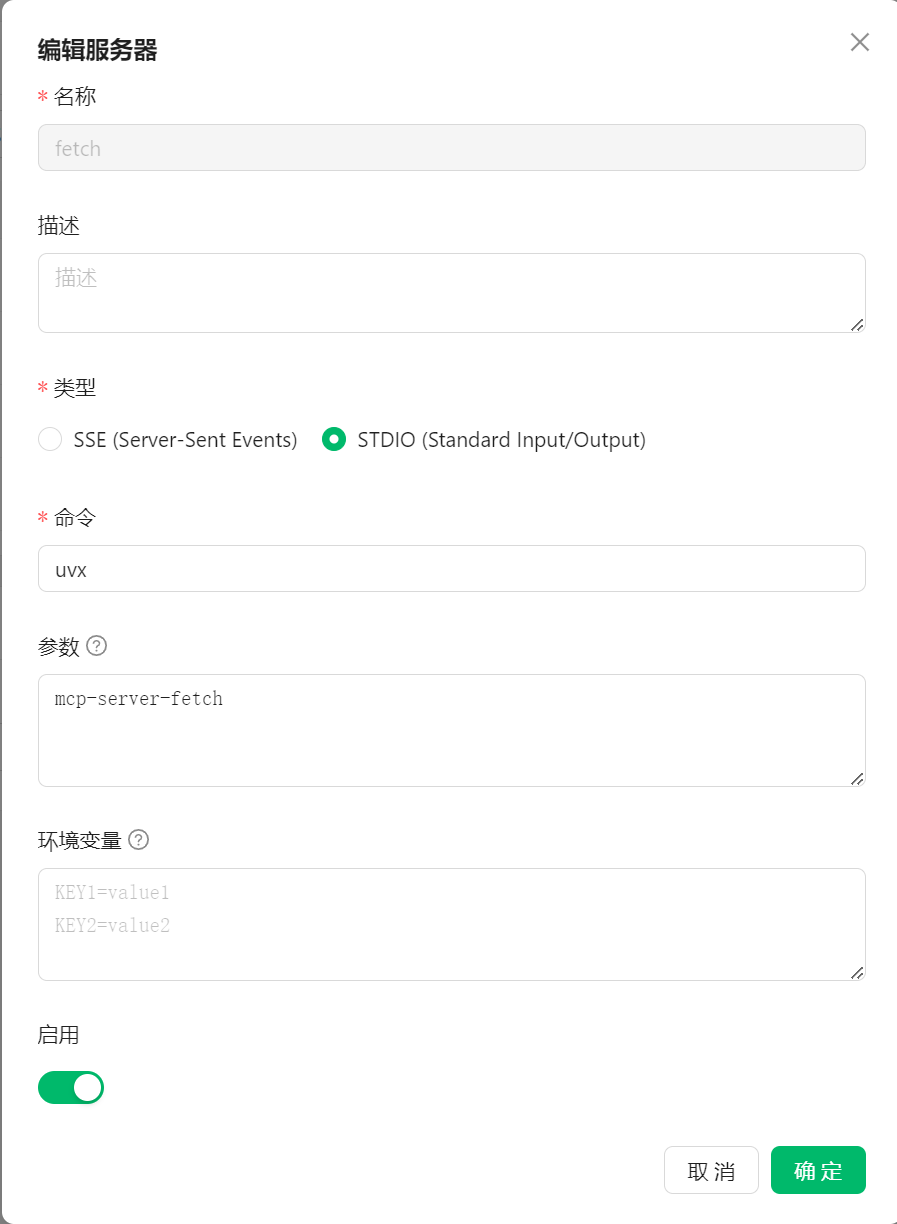 编辑服务器
* 名称
fetch
描述
描述
* 类型
SSE (Server-Sent Events) STDIO (Standard Input/Output)
* 命令
uvx
参数 ?
mcp-server-fetch
环境变量 ?
KEY1=value1
KEY2=value2
启用
取消 确定